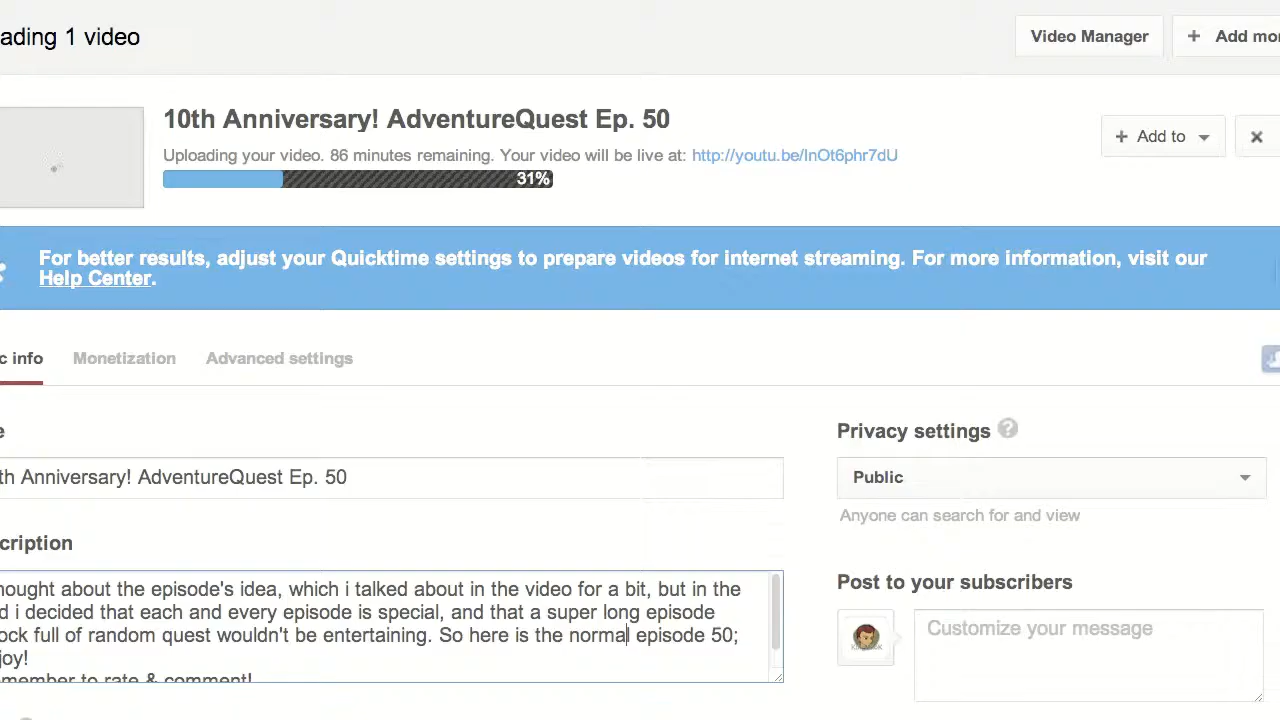 ading 1 video
Video Manager
+ Add mor
10th Anniversary! AdventureQuest Ep. 50
+ Add to
Uploading your video. 86 minutes remaining. Your video will be live at: http://youtu.be/lnOt6phr7dU
31%
For better results, adjust your Quicktime settings to prepare videos for internet streaming. For more information, visit our
Help Center.
c info
Monetization
Advanced settings
e
Privacy settings ?
th Anniversary! AdventureQuest Ep. 50
Public
Anyone can search for and view
cription
hought about the episode's idea, which i talked about in the video for a bit, but in the
d i decided that each and every episode is special, and that a super long episode
ock full of random quest wouldn't be entertaining. So here is the normal episode 50;
joy!
member to rate & comment!
Post to your subscribers
Customize your message